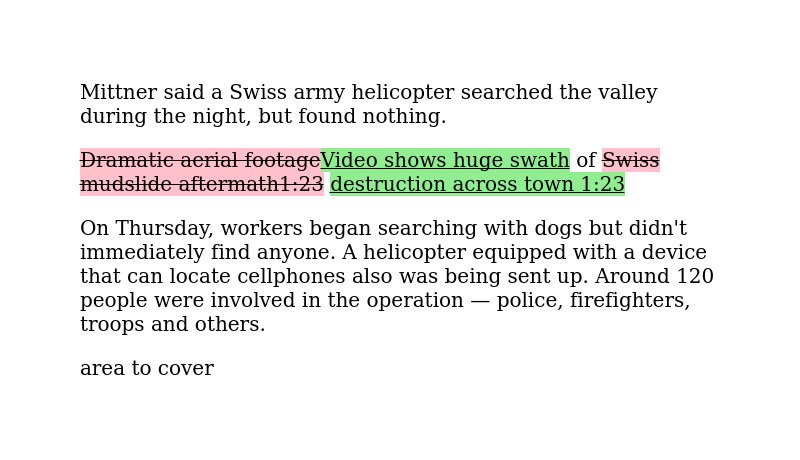 Mittner said a Swiss army helicopter searched the valley
during the night, but found nothing.
Dramatic aerial footageVideo shows huge swath of Swiss
mudslide aftermath1:23 destruction across town 1:23
On Thursday, workers began searching with dogs but didn't
immediately find anyone. A helicopter equipped with a device
that can locate cellphones also was being sent up. Around 120
people were involved in the operation — police, firefighters,
troops and others.
area to cover